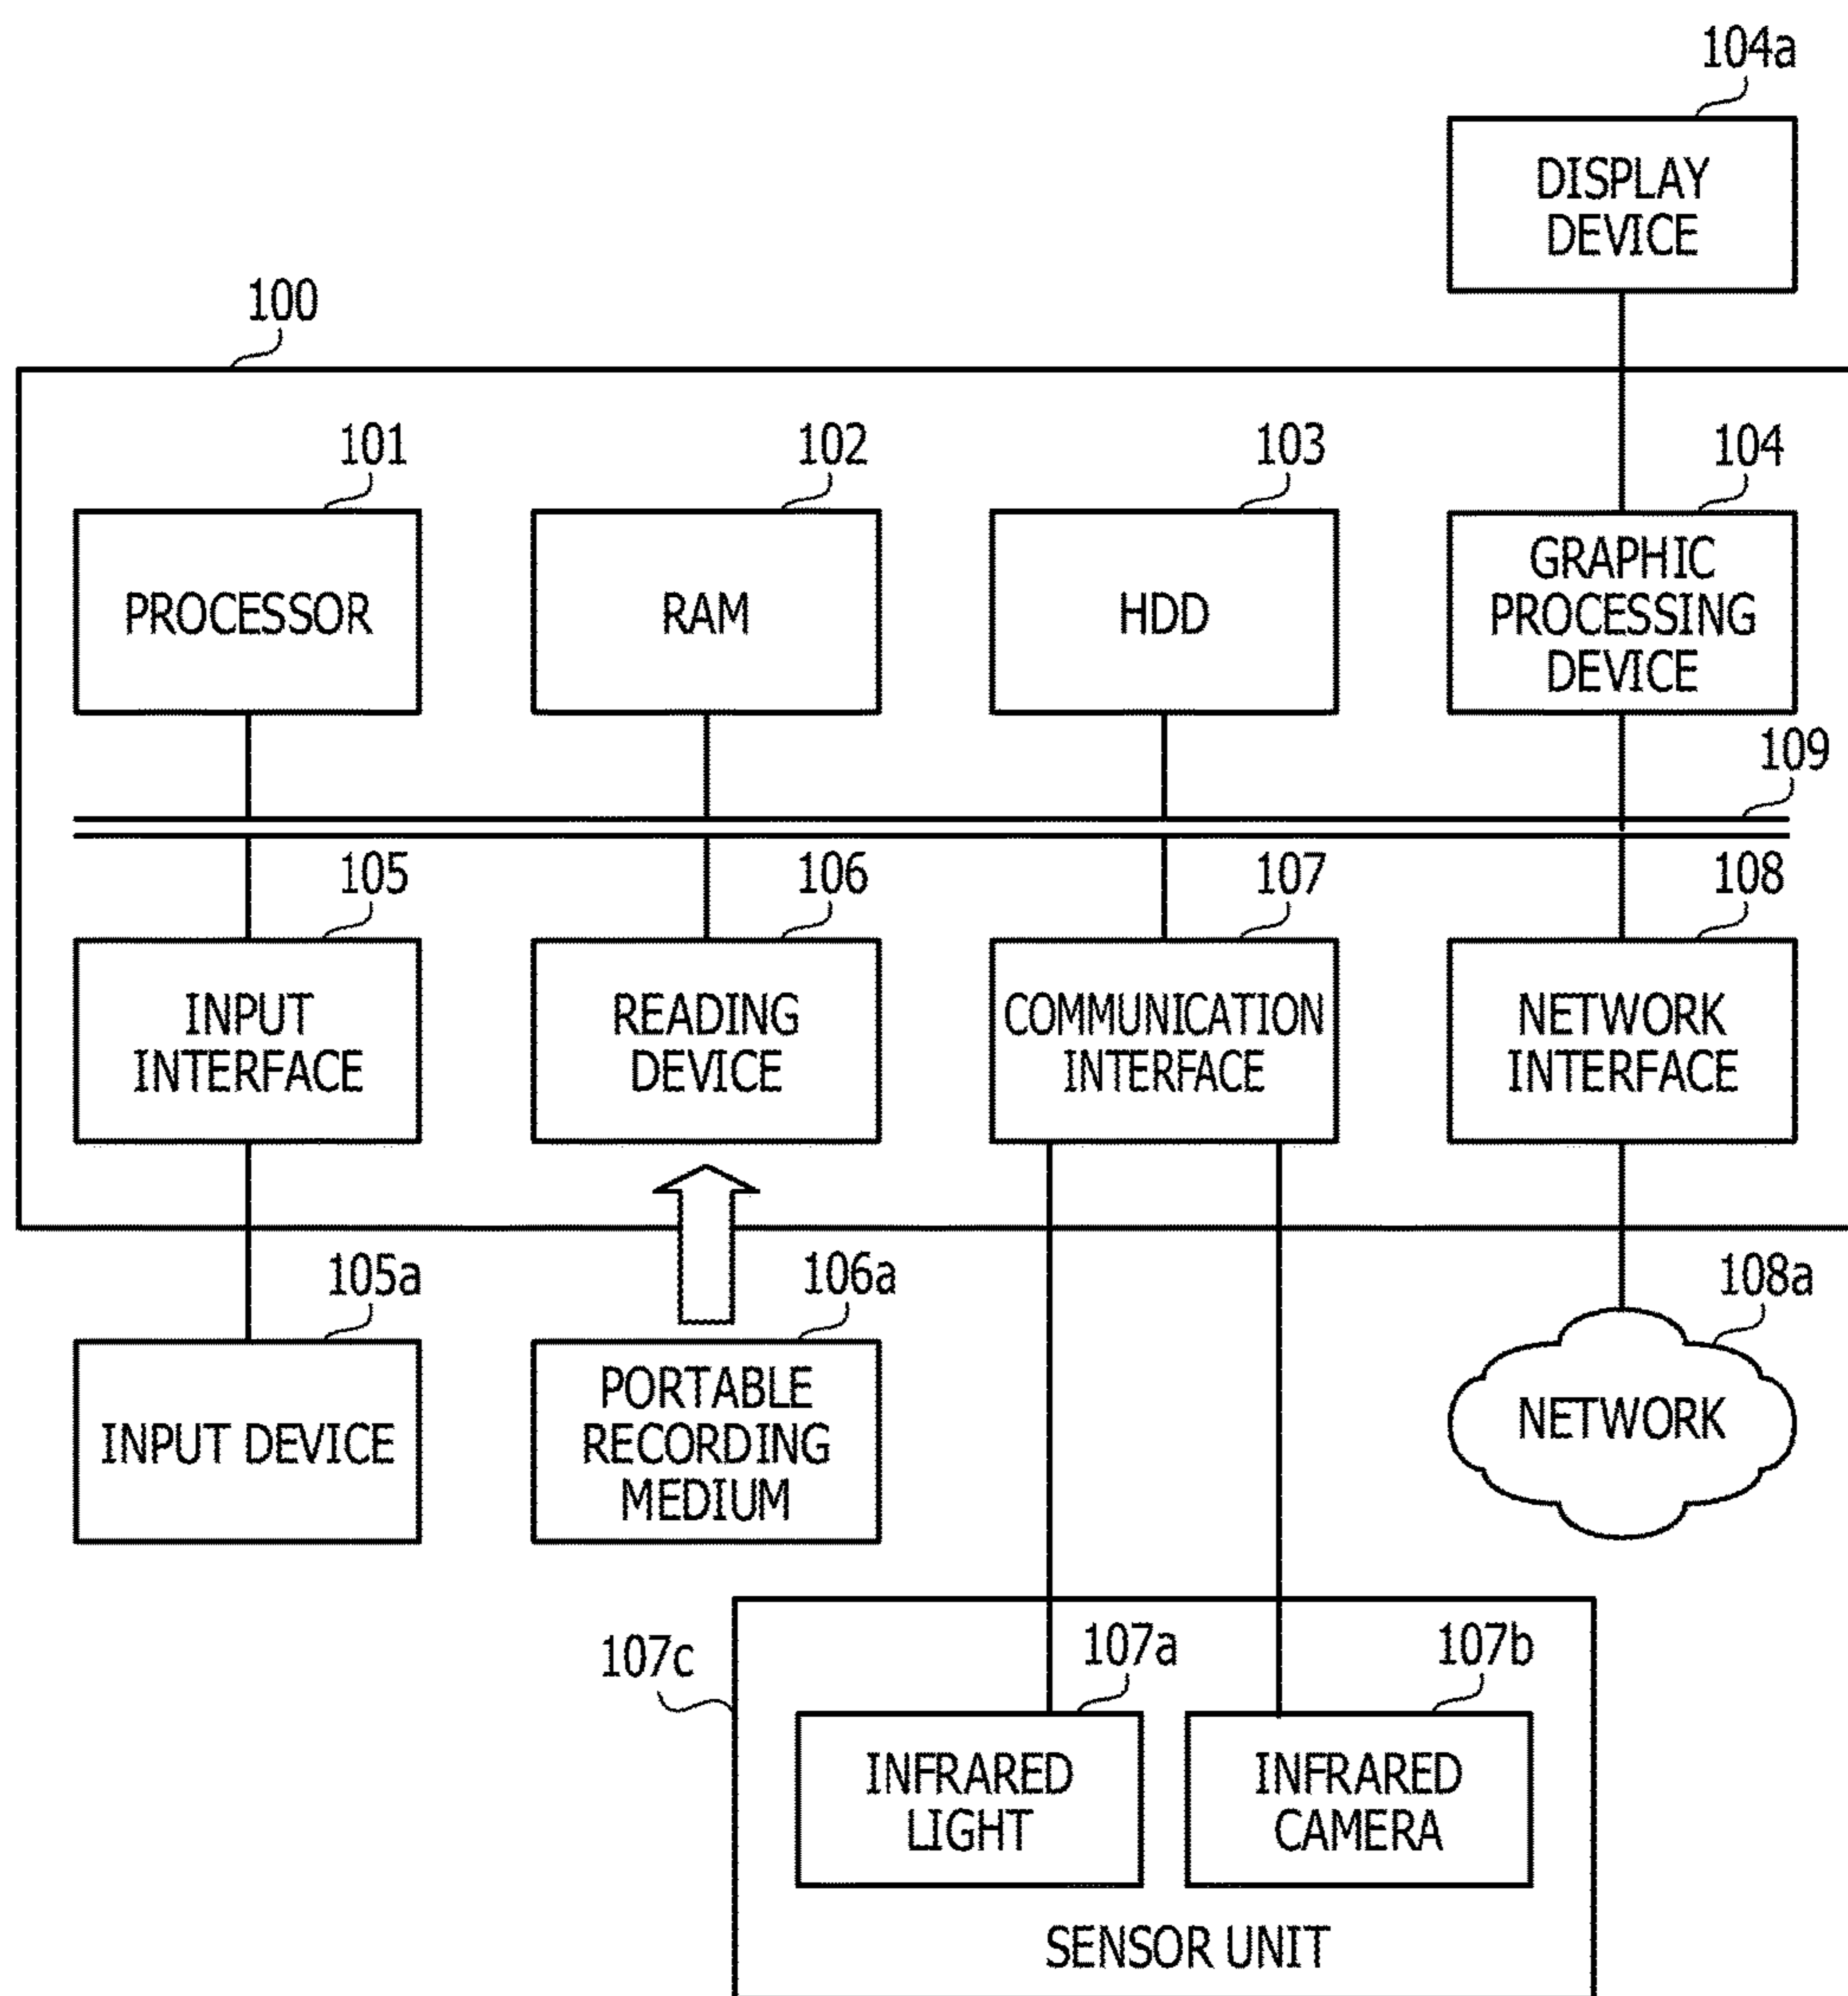 104a
DISPLAY
DEVICE
100
101
102
103
104
PROCESSOR
RAM
HDD
GRAPHIC
PROCESSING
DEVICE
109
105
106
107
108
INPUT
INTERFACE
READING
DEVICE
COMMUNICATION
INTERFACE
NETWORK
INTERFACE
105a
106a
108a
INPUT DEVICE
PORTABLE
RECORDING
MEDIUM
NETWORK
107c
107a
107b
INFRARED
LIGHT
INFRARED
CAMERA
SENSOR UNIT